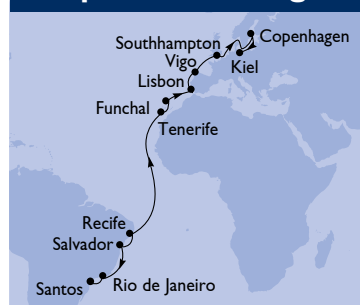 Southhampton
Copenhagen
Vigo
Kiel
Lisbon
Funchal
Tenerife
Recife
Salvador
Santos
Rio de Janeiro